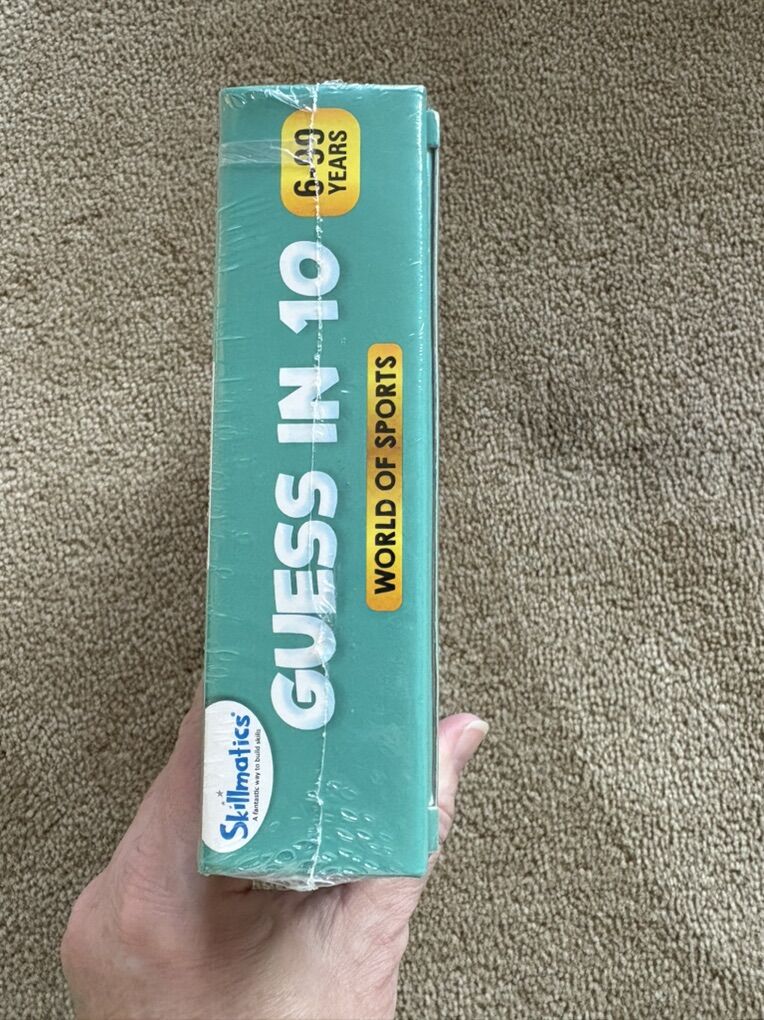 Skillmatics®
A fantastic way to build skills
GUESS IN 10
WORLD OF SPORTS
6-99
YEARS